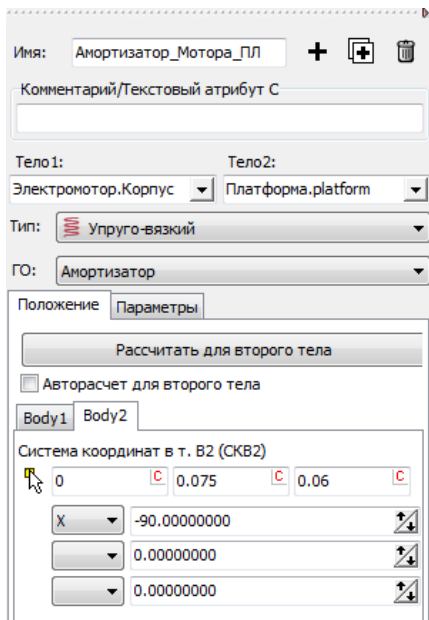 Имя: Амортизатор_Мотора_ПЛ
Комментарий/Текстовый атрибут C
Тело1: Тело2:
Электромотор.Корпус Платформа.platform
Тип: Упруго-вязкий
ГО: Амортизатор
Положение Параметры
Рассчитать для второго тела
Авторасчет для второго тела
Body1 Body2
Система координат в т. B2 (СКВ2)
0 C 0.075 C 0.06 C
X -90.00000000
0.00000000
0.00000000